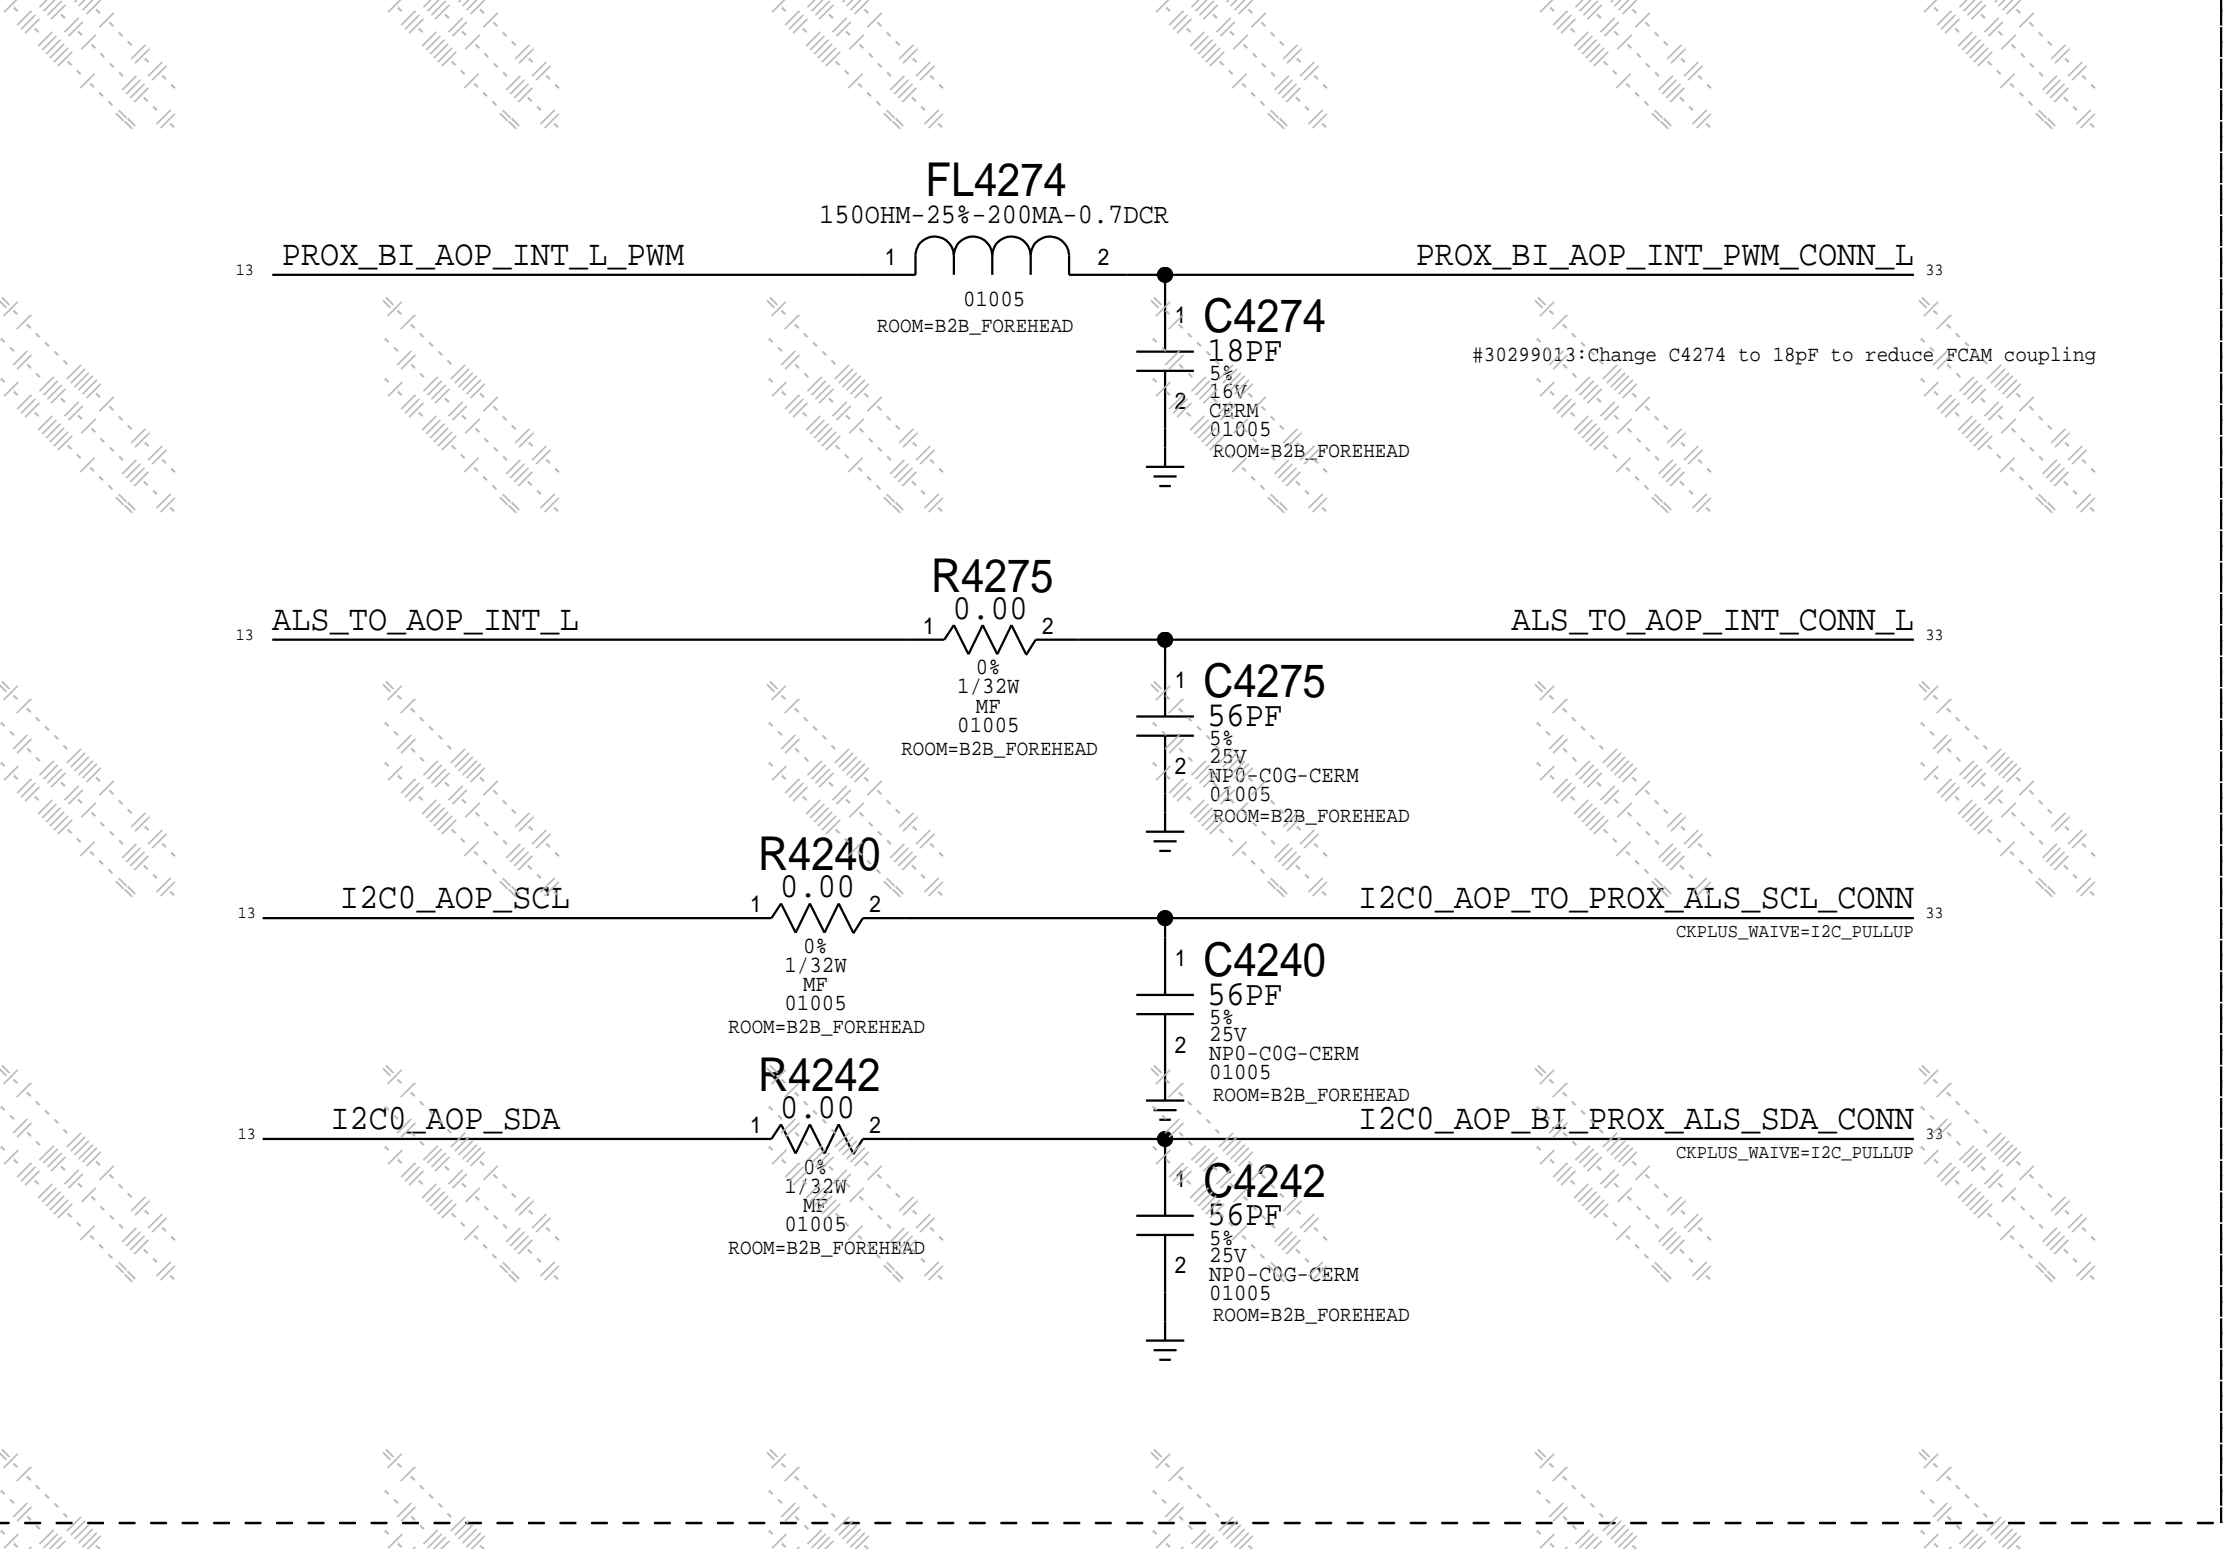 FL4274
150OHM-25%-200MA-0.7DCR
13 PROX_BI_AOP_INT_L_PWM 1 2 PROX_BI_AOP_INT_PWM_CONN_L 33
01005
ROOM=B2B_FOREHEAD
1 C4274
18PF
#30299013:Change C4274 to 18pF to reduce FCAM coupling
5%
16V
2
CERM
01005
ROOM=B2B_FOREHEAD
R4275
0.00
13 ALS_TO_AOP_INT_L 1 2 ALS_TO_AOP_INT_CONN_L 33
0%
1/32W
MF
01005
ROOM=B2B_FOREHEAD
1 C4275
56PF
5%
25V
2
NP0-C0G-CERM
01005
ROOM=B2B_FOREHEAD
R4240
0.00
13 I2C0_AOP_SCL 1 2 I2C0_AOP_TO_PROX_ALS_SCL_CONN 33
CKPLUS_WAIVE=I2C_PULLUP
0%
1/32W
MF
01005
ROOM=B2B_FOREHEAD
1 C4240
56PF
5%
25V
2
NP0-C0G-CERM
01005
ROOM=B2B_FOREHEAD
R4242
0.00
13 I2C0_AOP_SDA 1 2 I2C0_AOP_BI_PROX_ALS_SDA_CONN 33
CKPLUS_WAIVE=I2C_PULLUP
0%
1/32W
MF
01005
ROOM=B2B_FOREHEAD
1 C4242
56PF
5%
25V
2
NP0-C0G-CERM
01005
ROOM=B2B_FOREHEAD